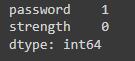 password    1
strength    0
dtype: int64